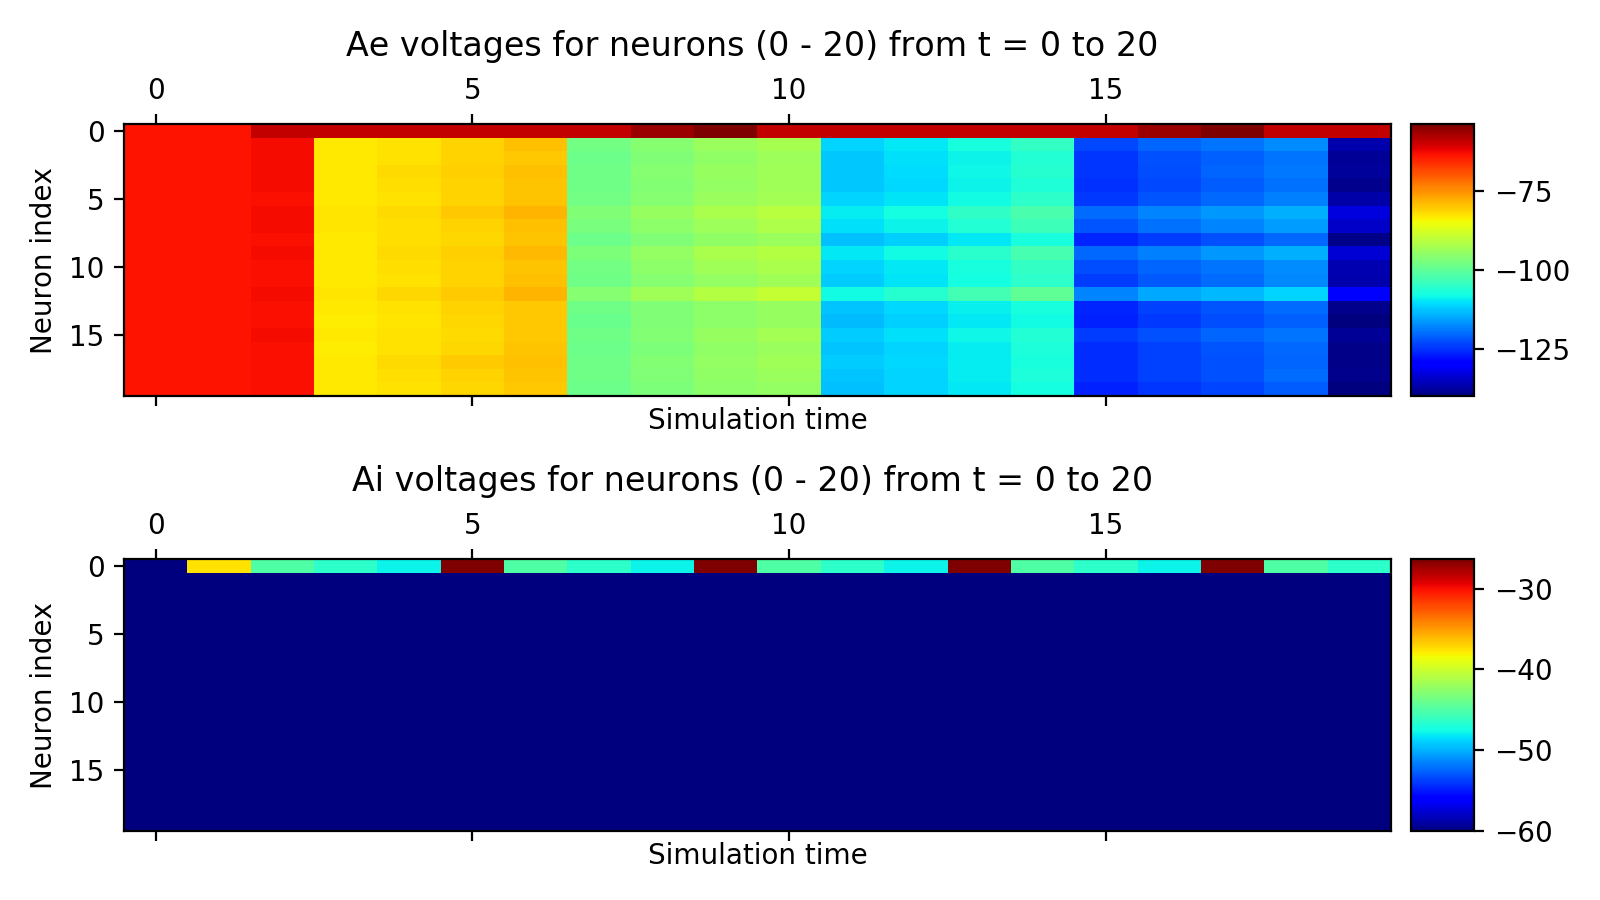 Ae voltages for neurons (0 - 20) from t = 0 to 20
0 5 10 15
0
5
10
15
Neuron index
Simulation time
−75
−100
−125
Ai voltages for neurons (0 - 20) from t = 0 to 20
0 5 10 15
0
5
10
15
Neuron index
Simulation time
−30
−40
−50
−60